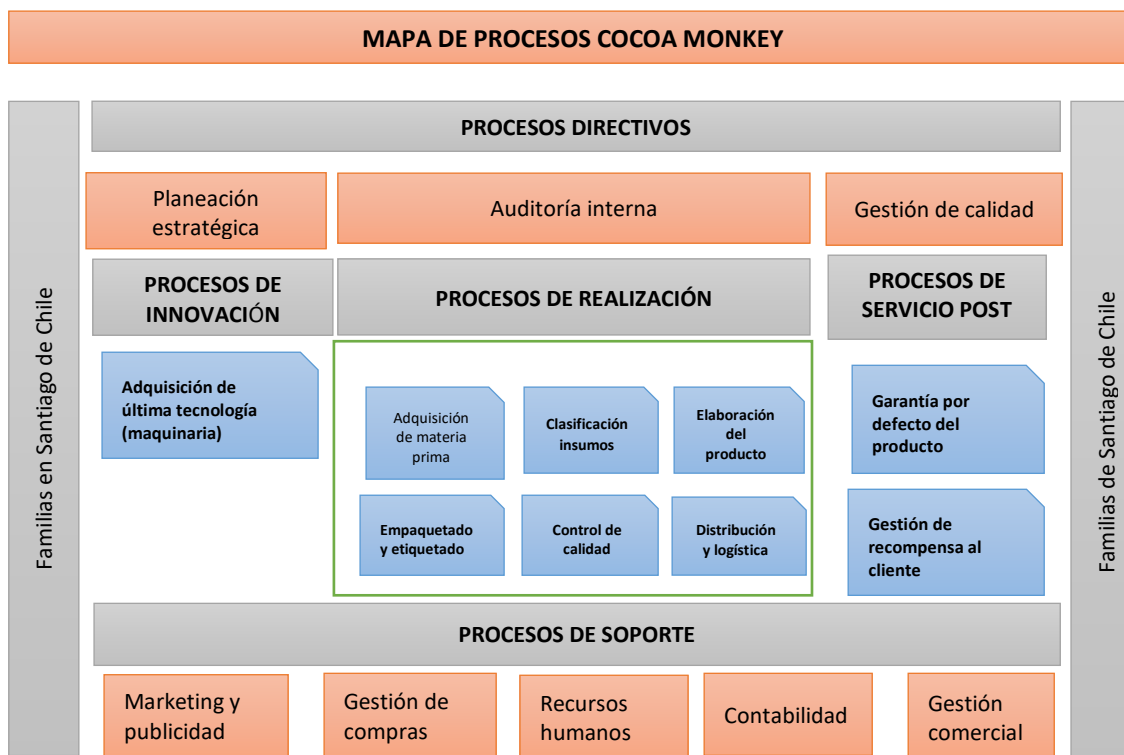 MAPA DE PROCESOS COCOA MONKEY
Familias en Santiago de Chile
PROCESOS DIRECTIVOS
Planeación
estratégica
Auditoría interna
Gestión de calidad
PROCESOS DE
INNOVACIÓN
PROCESOS DE REALIZACIÓN
PROCESOS DE
SERVICIO POST
Adquisición de
última tecnología
(maquinaria)
Adquisición
de materia
prima
Clasificación
insumos
Elaboración
del
producto
Empaquetado
y etiquetado
Control de
calidad
Distribución
y logística
Garantía por
defecto del
producto
Gestión de
recompensa al
cliente
PROCESOS DE SOPORTE
Marketing y
publicidad
Gestión de
compras
Recursos
humanos
Contabilidad
Gestión
comercial
Familias de Santiago de Chile